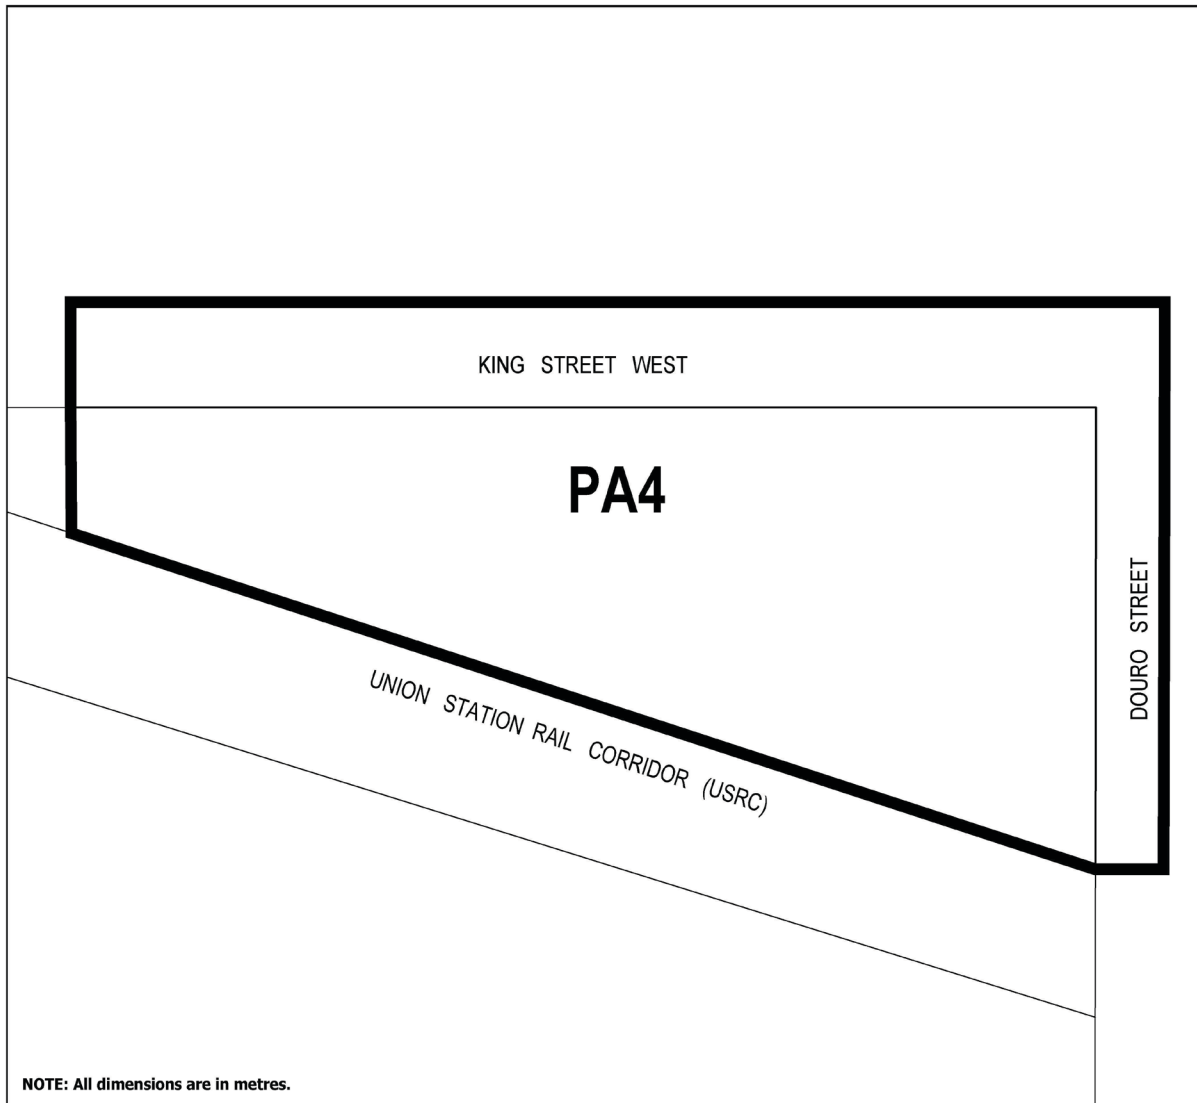 KING STREET WEST
PA4
DOURO STREET
UNION STATION RAIL CORRIDOR (USRC)
NOTE: All dimensions are in metres.